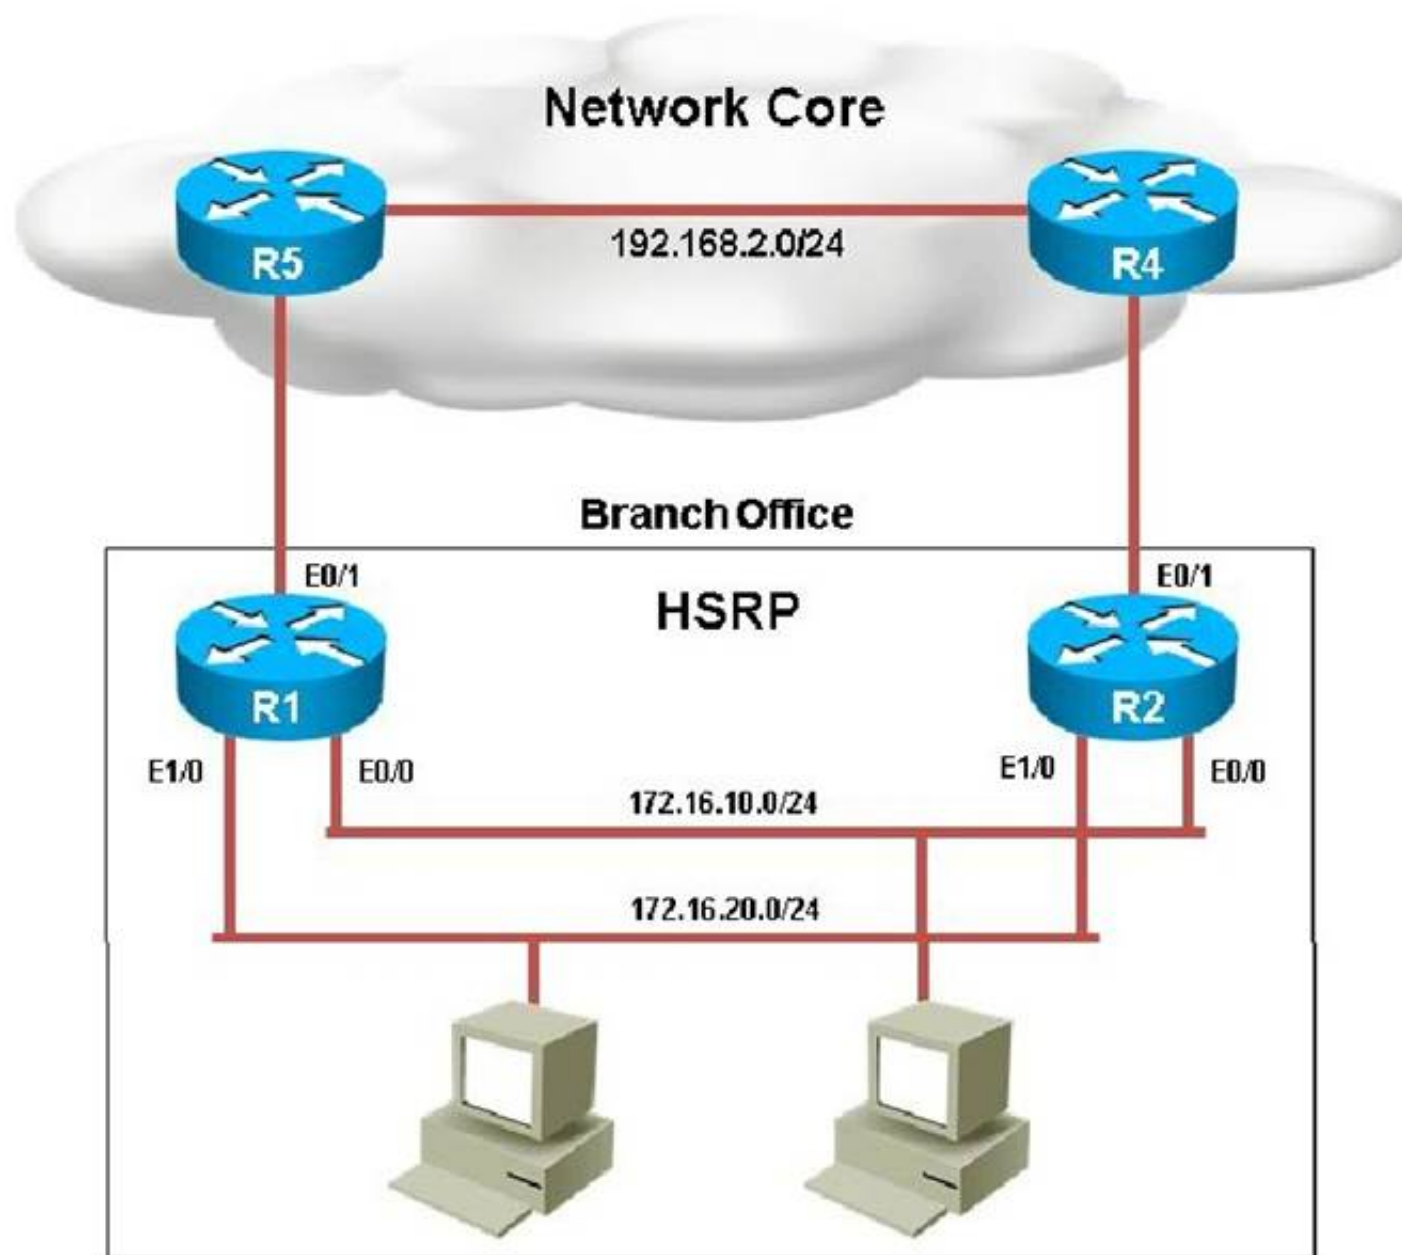 Network Core
R5
192.168.2.0/24
R4
Branch Office
E0/1
HSRP
E0/1
R1
R2
E1/0
E0/0
E1/0
E0/0
172.16.10.0/24
172.16.20.0/24